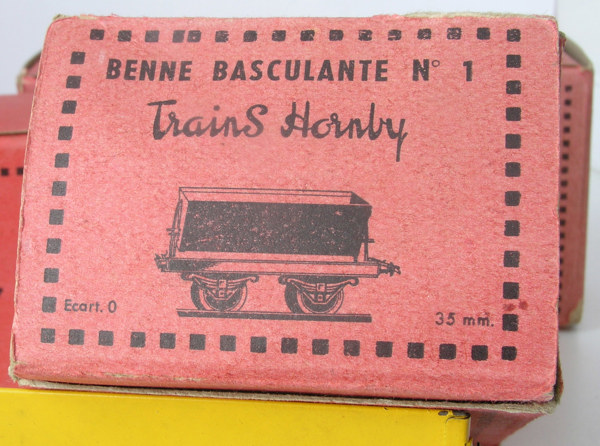 BENNE BASCULANTE N° 1
TrainS Hornby
Ecart. 0
35 mm.